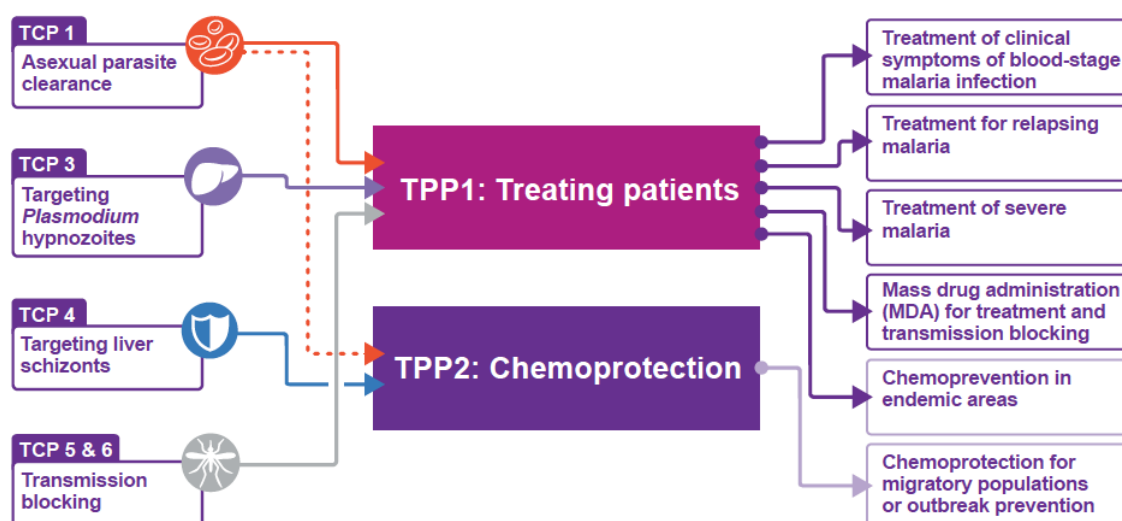 TCP 1
Asexual parasite
clearance
TCP 3
Targeting
Plasmodium
hypnozoites
TCP 4
Targeting liver
schizonts
TCP 5 & 6
Transmission
blocking
TPP1: Treating patients
TPP2: Chemoprotection
Treatment of clinical
symptoms of blood-stage
malaria infection
Treatment for relapsing
malaria
Treatment of severe
malaria
Mass drug administration
(MDA) for treatment and
transmission blocking
Chemoprevention in
endemic areas
Chemoprotection for
migratory populations
or outbreak prevention